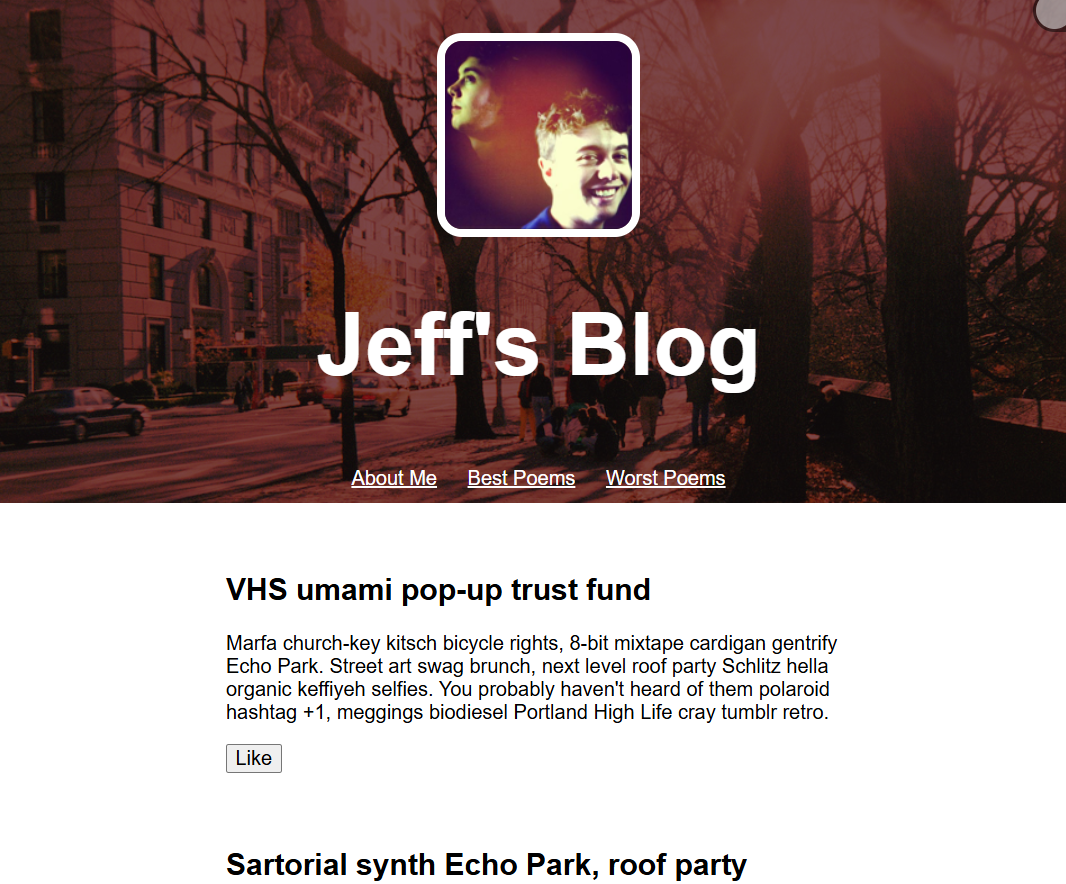 Jeff's Blog
About Me Best Poems Worst Poems
VHS umami pop-up trust fund
Marfa church-key kitsch bicycle rights, 8-bit mixtape cardigan gentrify
Echo Park. Street art swag brunch, next level roof party Schlitz hella
organic keffiyeh selfies. You probably haven't heard of them polaroid
hashtag +1, meggings biodiesel Portland High Life cray tumblr retro.
Like
Sartorial synth Echo Park, roof party